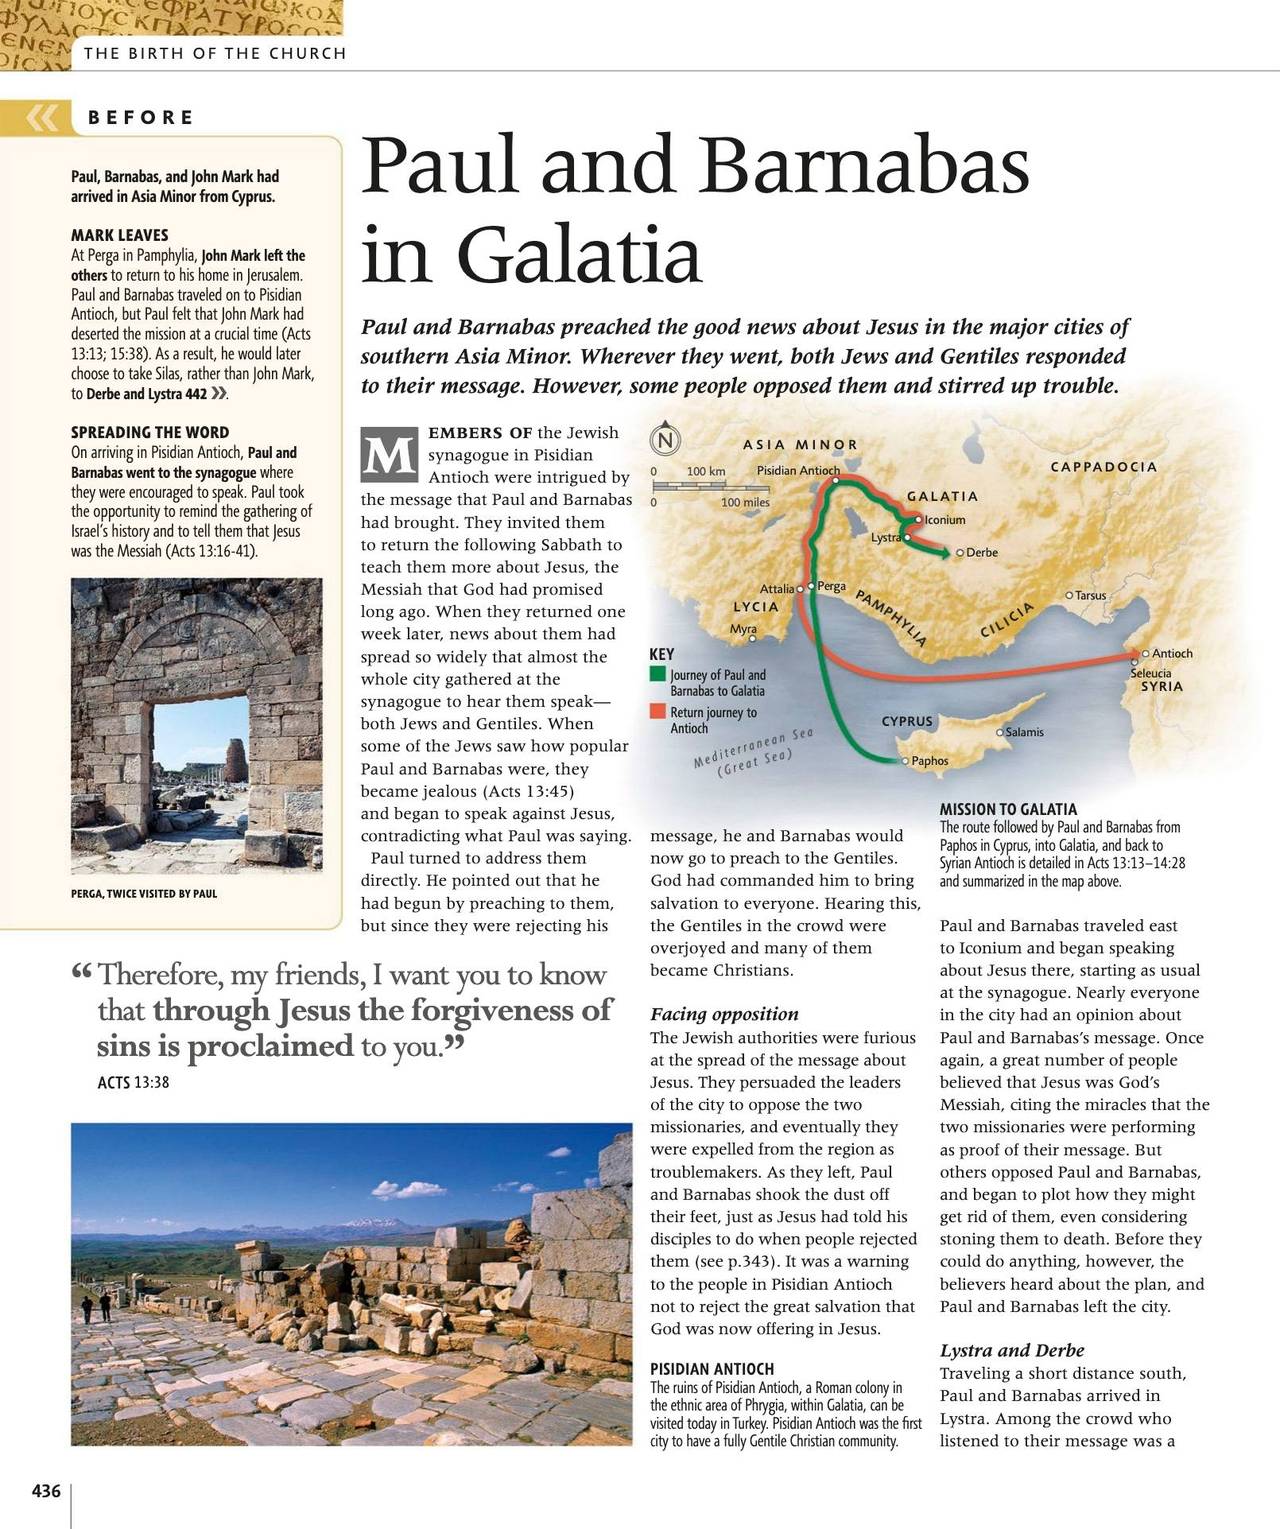 THE BIRTH OF THE CHURCH
BEFORE
Paul, Barnabas, and John Mark had
arrived in Asia Minor from Cyprus.
MARK LEAVES
At Perga in Pamphylia, John Mark left the
others to return to his home in Jerusalem.
Paul and Barnabas traveled on to Pisidian
Antioch, but Paul felt that John Mark had
deserted the mission at a crucial time (Acts
13:13; 15:38). As a result, he would later
choose to take Silas, rather than John Mark,
to Derbe and Lystra 442 ».
SPREADING THE WORD
On arriving in Pisidian Antioch, Paul and
Barnabas went to the synagogue where
they were encouraged to speak. Paul took
the opportunity to remind the gathering of
Israel's history and to tell them that Jesus
was the Messiah (Acts 13:16-41).
PERGA, TWICE VISITED BY PAUL
Paul and Barnabas
in Galatia
Paul and Barnabas preached the good news about Jesus in the major cities of
southern Asia Minor. Wherever they went, both Jews and Gentiles responded
to their message. However, some people opposed them and stirred up trouble.
MEMBERS OF the Jewish
synagogue in Pisidian
Antioch were intrigued by
the message that Paul and Barnabas
had brought. They invited them
to return the following Sabbath to
teach them more about Jesus, the
Messiah that God had promised
long ago. When they returned one
week later, news about them had
spread so widely that almost the
whole city gathered at the
synagogue to hear them speak—
both Jews and Gentiles. When
some of the Jews saw how popular
Paul and Barnabas were, they
became jealous (Acts 13:45)
and began to speak against Jesus,
contradicting what Paul was saying.
Paul turned to address them
directly. He pointed out that he
had begun by preaching to them,
but since they were rejecting his
N
0 100 km
0 100 miles
ASIA MINOR
Pisidian Antioch
CAPPADOCIA
GALATIA
Iconium
Lystra
Derbe
Attalia
Perga
LYCIA
PAMPHYLIA
Myra
CILICIA
Tarsus
Antioch
Seleucia
SYRIA
CYPRUS
Salamis
Paphos
Mediterranean Sea
(Great Sea)
KEY
Journey of Paul and
Barnabas to Galatia
Return journey to
Antioch
message, he and Barnabas would
now go to preach to the Gentiles.
God had commanded him to bring
salvation to everyone. Hearing this,
the Gentiles in the crowd were
overjoyed and many of them
became Christians.
Facing opposition
The Jewish authorities were furious
at the spread of the message about
Jesus. They persuaded the leaders
of the city to oppose the two
missionaries, and eventually they
were expelled from the region as
troublemakers. As they left, Paul
and Barnabas shook the dust off
their feet, just as Jesus had told his
disciples to do when people rejected
them (see p.343). It was a warning
to the people in Pisidian Antioch
not to reject the great salvation that
God was now offering in Jesus.
PISIDIAN ANTIOCH
The ruins of Pisidian Antioch, a Roman colony in
the ethnic area of Phrygia, within Galatia, can be
visited today in Turkey. Pisidian Antioch was the first
city to have a fully Gentile Christian community.
MISSION TO GALATIA
The route followed by Paul and Barnabas from
Paphos in Cyprus, into Galatia, and back to
Syrian Antioch is detailed in Acts 13:13–14:28
and summarized in the map above.
Paul and Barnabas traveled east
to Iconium and began speaking
about Jesus there, starting as usual
at the synagogue. Nearly everyone
in the city had an opinion about
Paul and Barnabas's message. Once
again, a great number of people
believed that Jesus was God's
Messiah, citing the miracles that the
two missionaries were performing
as proof of their message. But
others opposed Paul and Barnabas,
and began to plot how they might
get rid of them, even considering
stoning them to death. Before they
could do anything, however, the
believers heard about the plan, and
Paul and Barnabas left the city.
Lystra and Derbe
Traveling a short distance south,
Paul and Barnabas arrived in
Lystra. Among the crowd who
listened to their message was a
“Therefore, my friends, I want you to know
that through Jesus the forgiveness of
sins is proclaimed to you.”
ACTS 13:38
436